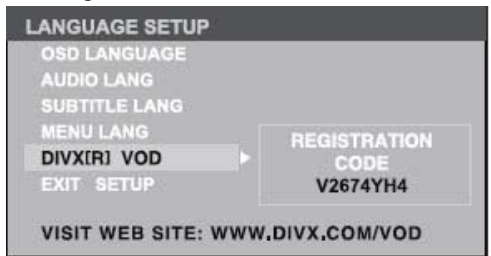 LANGUAGE SETUP
OSD LANGUAGE
AUDIO LANG
SUBTITLE LANG
MENU LANG
DIVX[R] VOD
EXIT SETUP
REGISTRATION
CODE
V2674YH4
VISIT WEB SITE: WWW.DIVX.COM/VOD